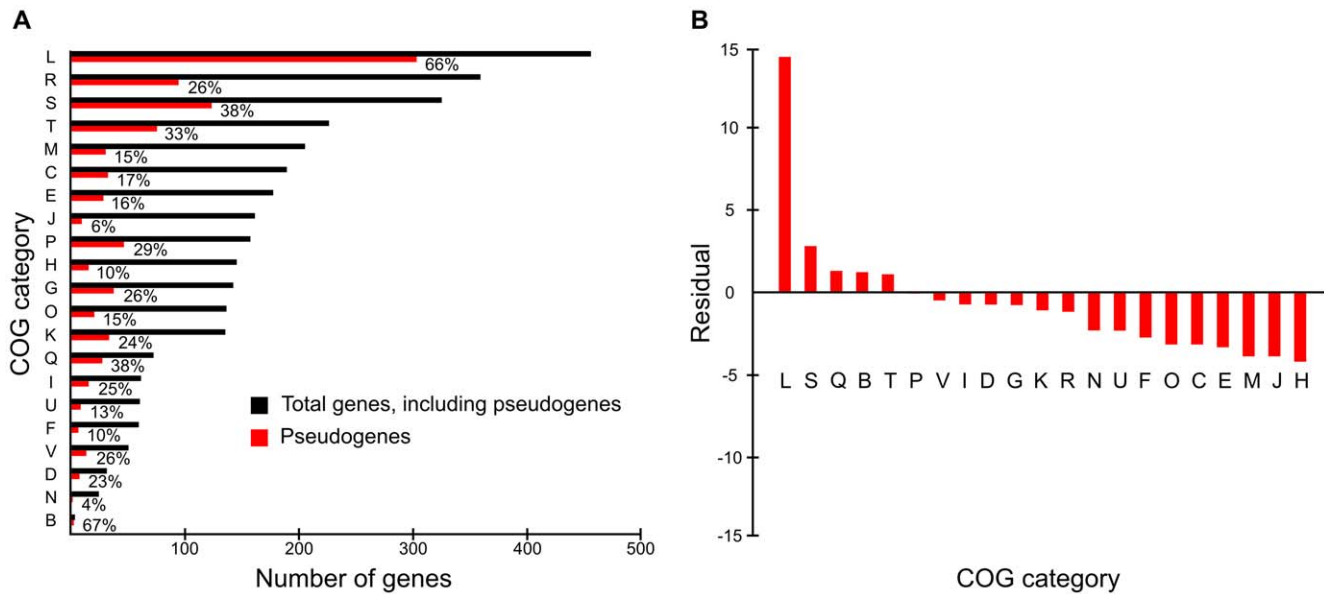 A
L
66%
R
26%
S
38%
T
33%
M
15%
C
17%
E
16%
J
6%
P
29%
H
10%
G
26%
O
15%
K
24%
Q
38%
I
25%
U
13%
F
10%
V
26%
D
23%
N
4%
B
67%
COG category
Total genes, including pseudogenes
Pseudogenes
100 200 300 400 500
Number of genes
B
15
10
5
0
-5
-10
-15
Residual
L S Q B T P V I D G K R N U F O C E M J H
COG category